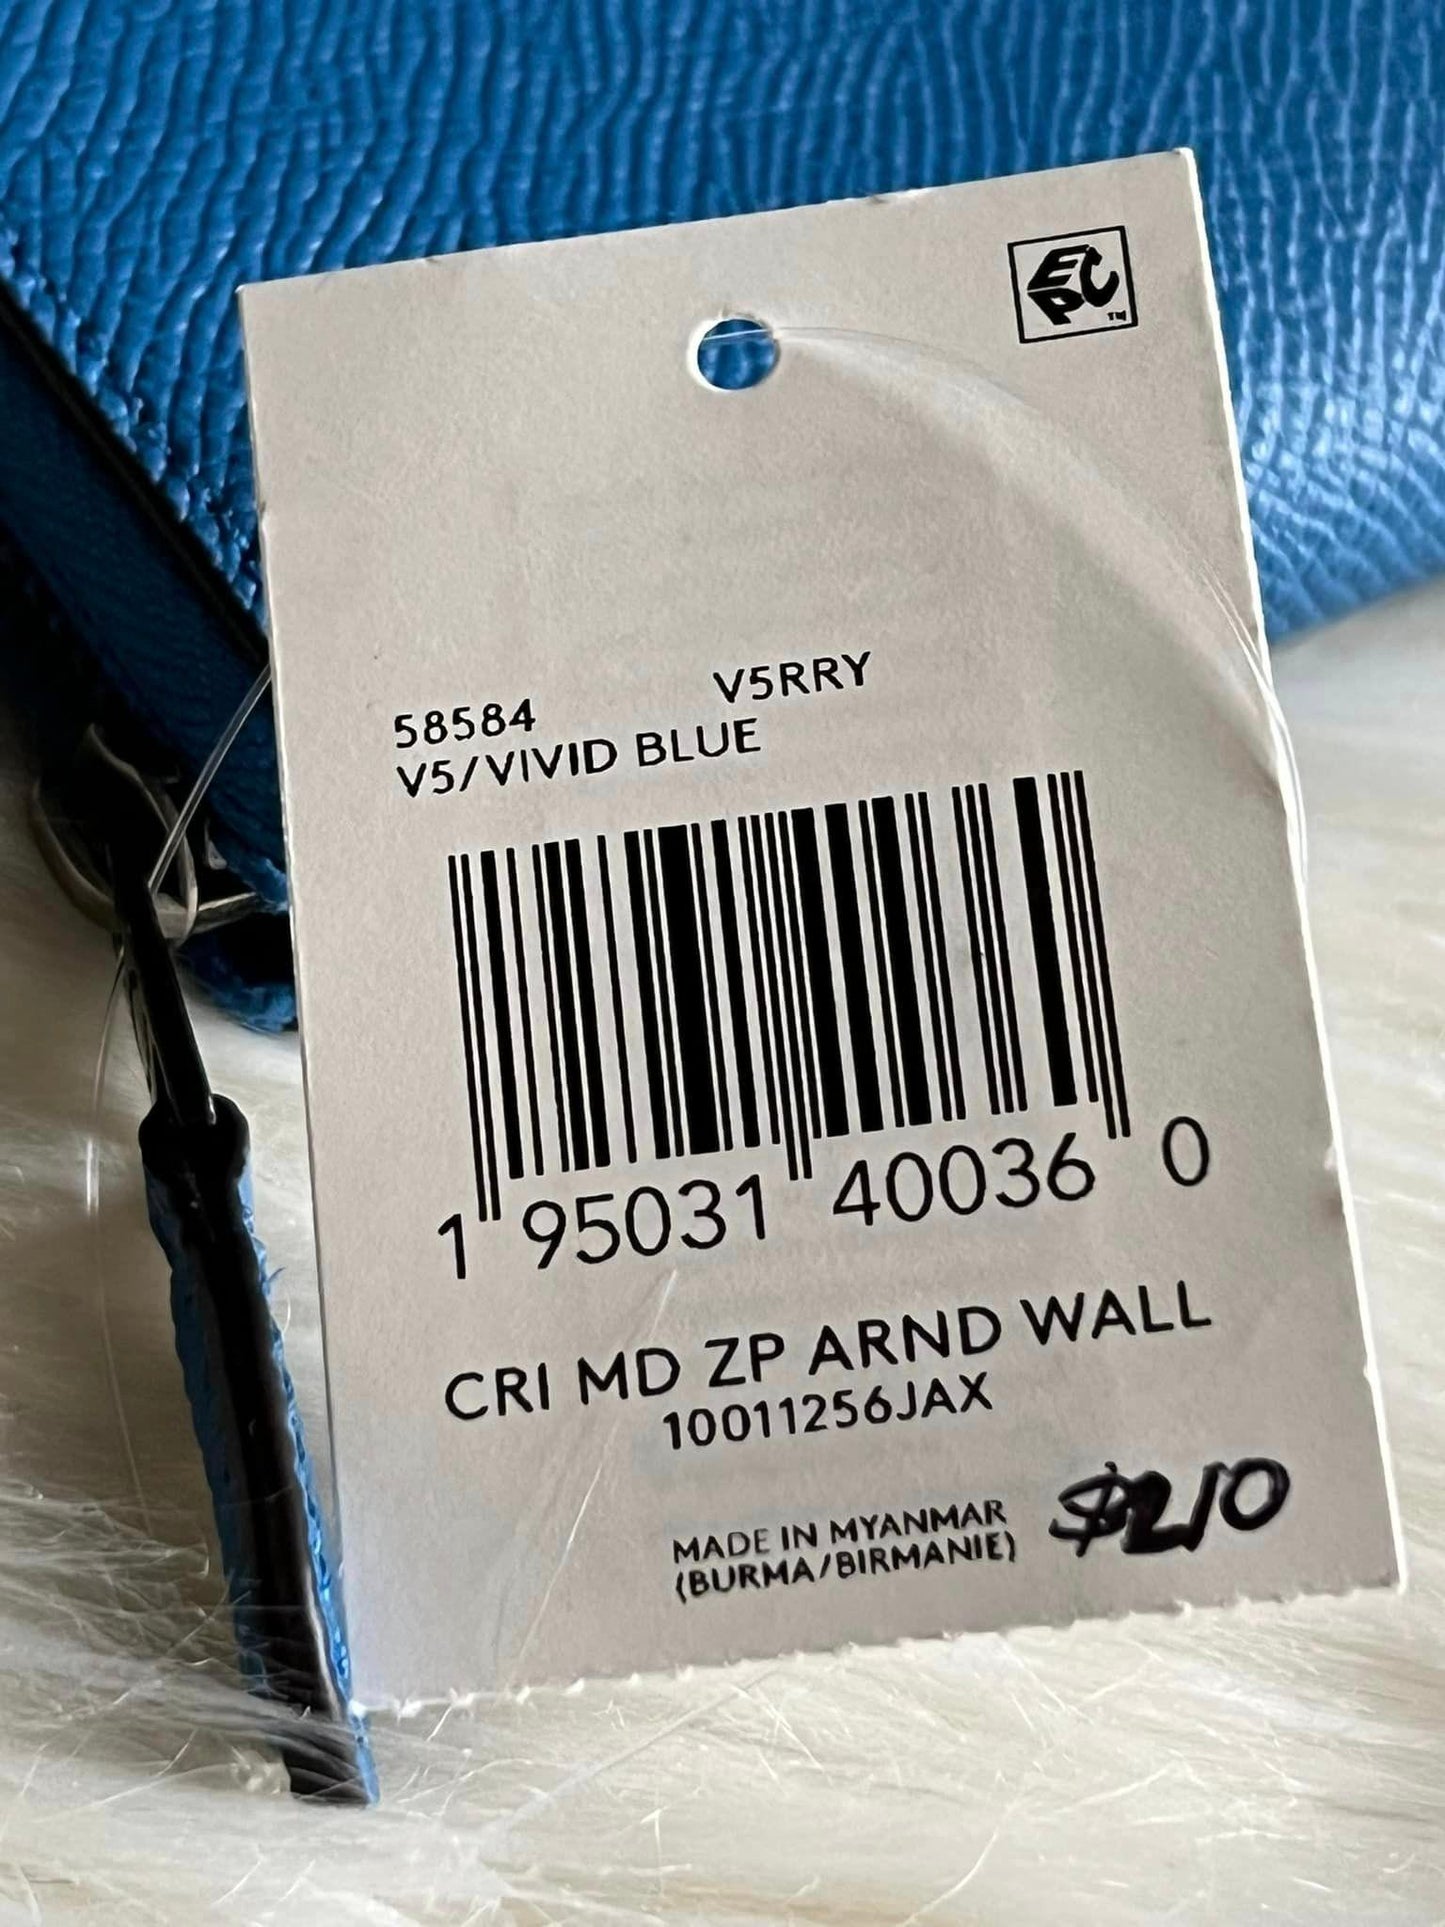 EPC™
58584 V5RRY
V5/VIVID BLUE
1 95031 40036 0
CRI MD ZP ARND WALL
10011256JAX
MADE IN MYANMAR
(BURMA/BIRMANIE)
$210